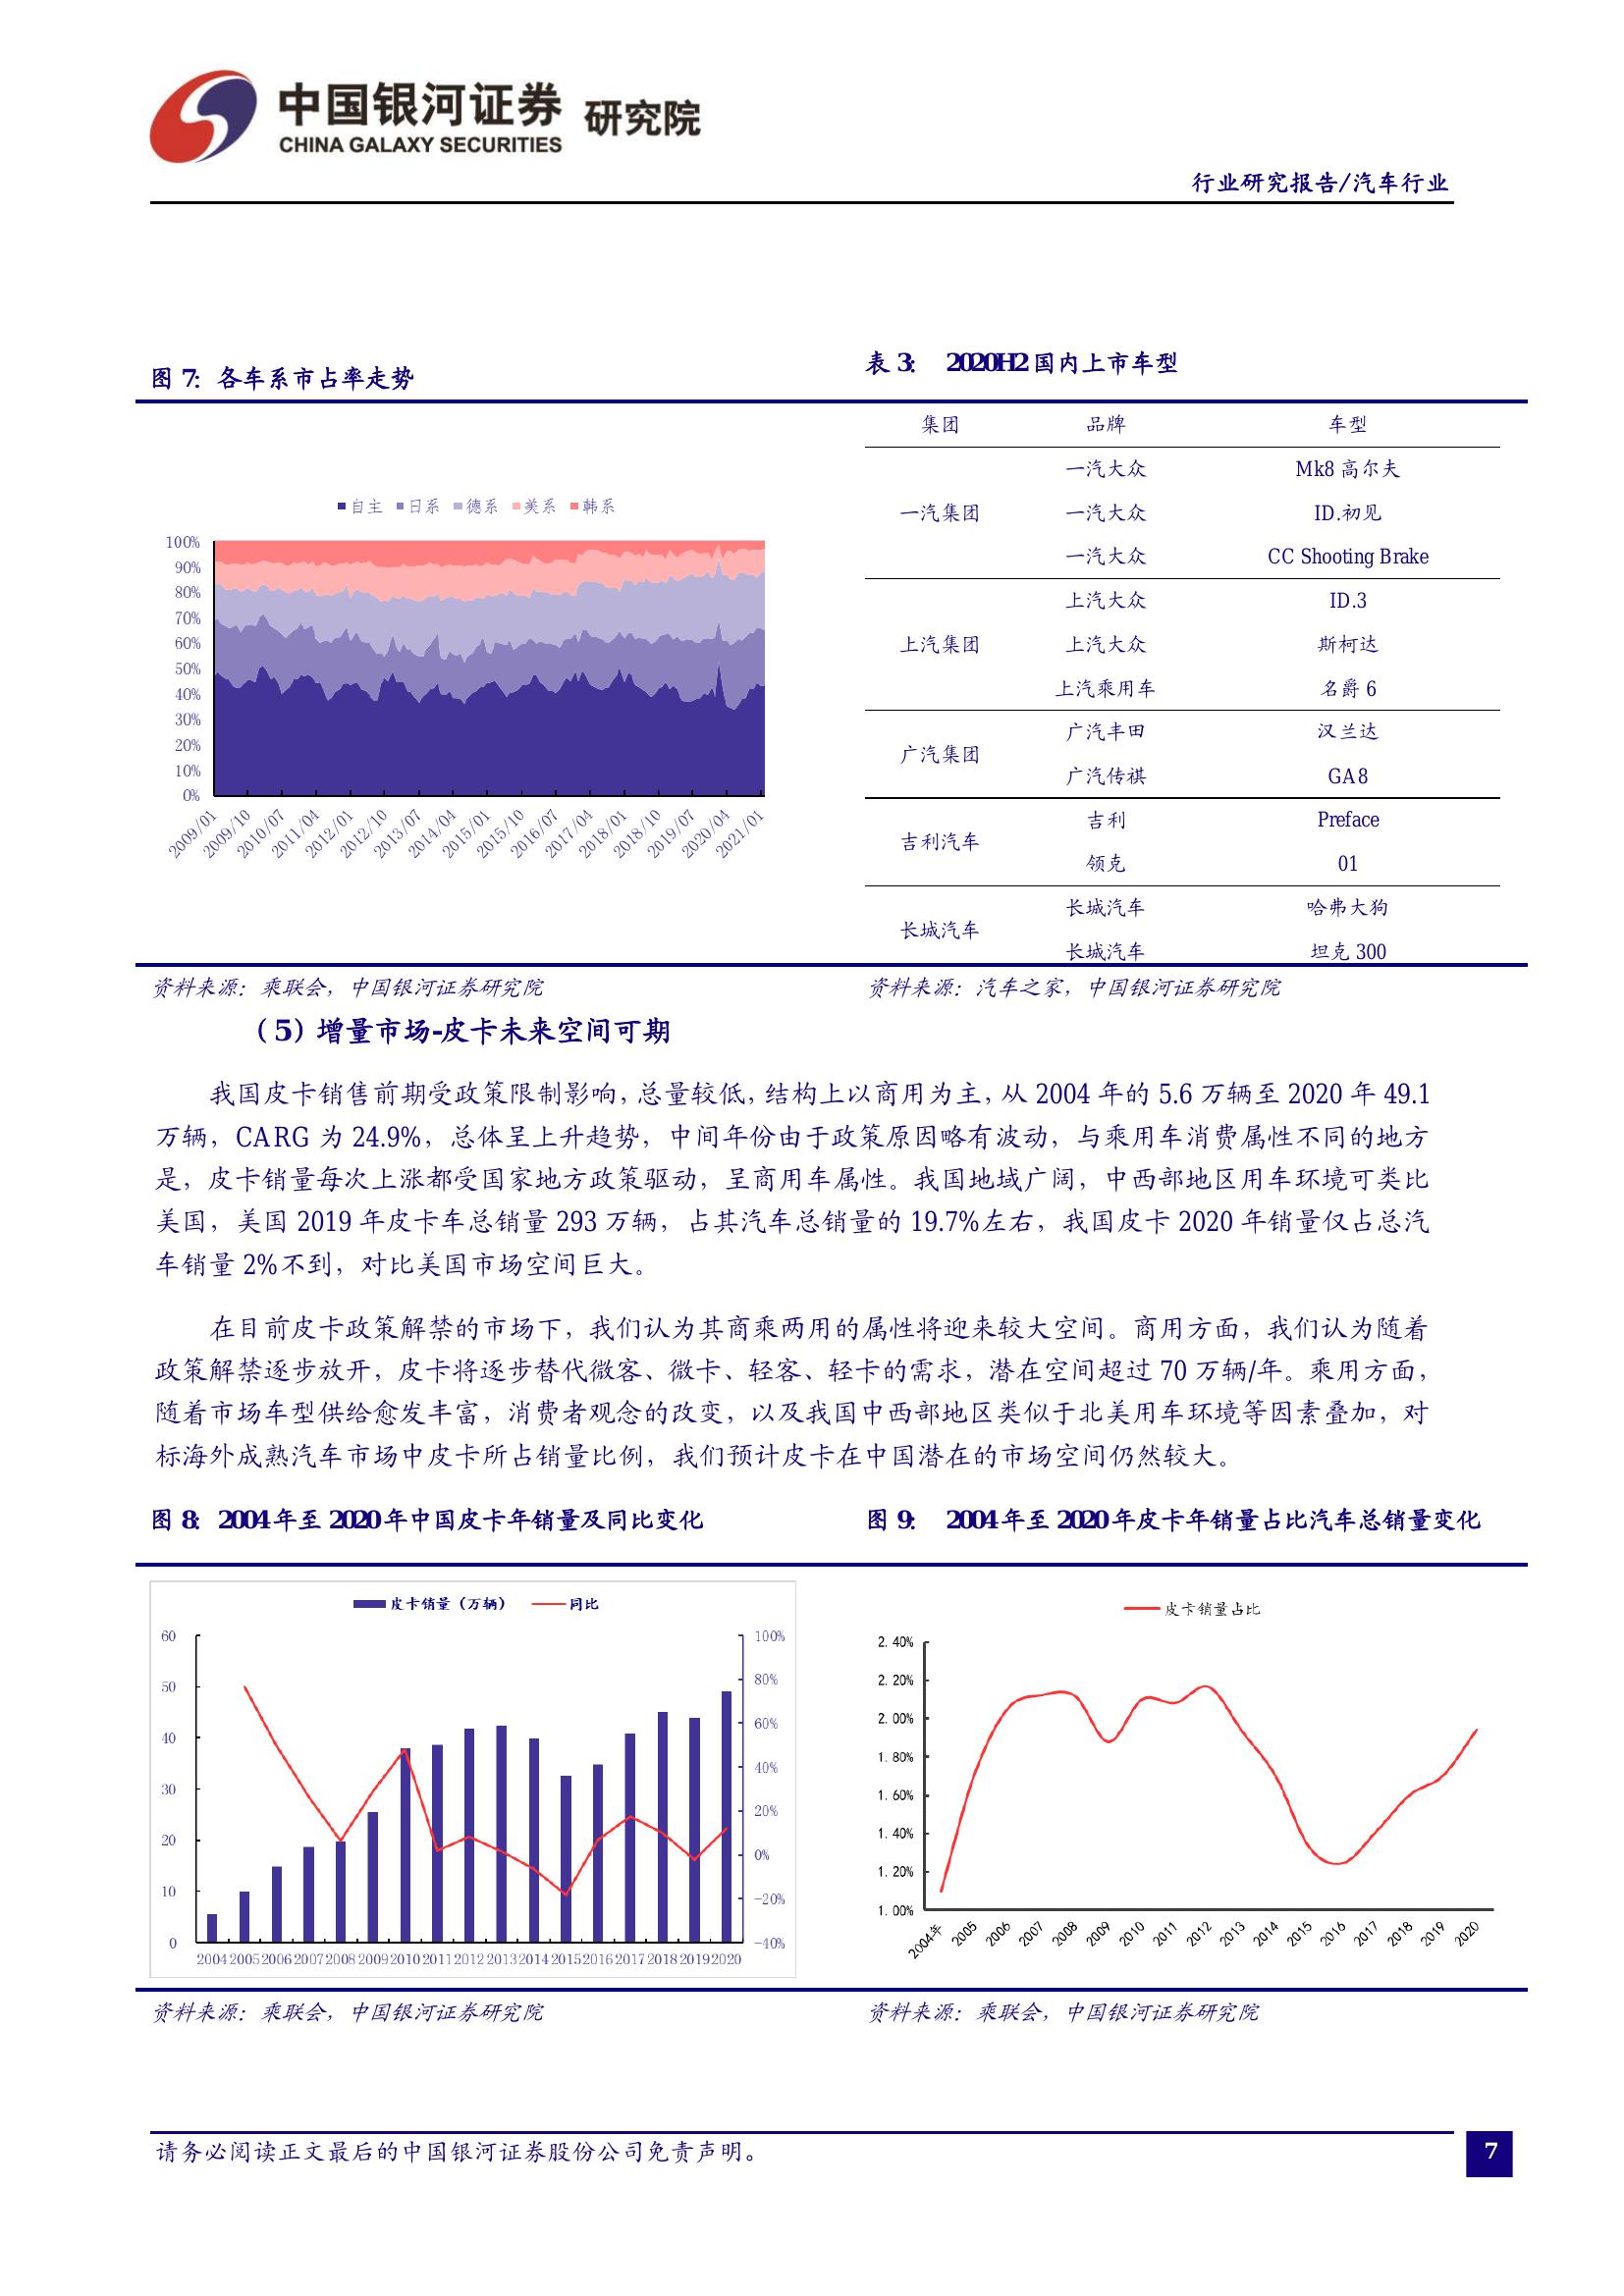 中国银河证券 研究院
CHINA GALAXY SECURITIES
行业研究报告/汽车行业
图 7：各车系市占率走势
自主 日系 德系 美系 韩系
100%
90%
80%
70%
60%
50%
40%
30%
20%
10%
0%
2009/01 2009/10 2010/07 2011/04 2012/01 2012/10 2013/07 2014/04 2015/01 2015/10 2016/07 2017/04 2018/01 2018/10 2019/07 2020/04 2021/01
表 3： 2020H2 国内上市车型
集团 品牌 车型
一汽大众 Mk8 高尔夫
一汽集团 一汽大众 ID.初见
一汽大众 CC Shooting Brake
上汽大众 ID.3
上汽集团 上汽大众 斯柯达
上汽乘用车 名爵 6
广汽集团
广汽丰田 汉兰达
广汽传祺 GA8
吉利汽车
吉利 Preface
领克 01
长城汽车
长城汽车 哈弗大狗
长城汽车 坦克 300
资料来源：乘联会，中国银河证券研究院
资料来源：汽车之家，中国银河证券研究院
（5）增量市场-皮卡未来空间可期
我国皮卡销售前期受政策限制影响，总量较低，结构上以商用为主，从 2004 年的 5.6 万辆至 2020 年 49.1
万辆，CARG 为 24.9%，总体呈上升趋势，中间年份由于政策原因略有波动，与乘用车消费属性不同的地方
是，皮卡销量每次上涨都受国家地方政策驱动，呈商用车属性。我国地域广阔，中西部地区用车环境可类比
美国，美国 2019 年皮卡车总销量 293 万辆，占其汽车总销量的 19.7%左右，我国皮卡 2020 年销量仅占总汽
车销量 2%不到，对比美国市场空间巨大。
在目前皮卡政策解禁的市场下，我们认为其商乘两用的属性将迎来较大空间。商用方面，我们认为随着
政策解禁逐步放开，皮卡将逐步替代微客、微卡、轻客、轻卡的需求，潜在空间超过 70 万辆/年。乘用方面，
随着市场车型供给愈发丰富，消费者观念的改变，以及我国中西部地区类似于北美用车环境等因素叠加，对
标海外成熟汽车市场中皮卡所占销量比例，我们预计皮卡在中国潜在的市场空间仍然较大。
图 8：2004 年至 2020 年中国皮卡年销量及同比变化
皮卡销量（万辆） 同比
60
50
40
30
20
10
0
100%
80%
60%
40%
20%
0%
-20%
-40%
2004 2005 2006 2007 2008 2009 2010 2011 2012 2013 2014 2015 2016 2017 2018 2019 2020
图 9： 2004 年至 2020 年皮卡年销量占比汽车总销量变化
皮卡销量占比
2.40%
2.20%
2.00%
1.80%
1.60%
1.40%
1.20%
1.00%
2004年 2005 2006 2007 2008 2009 2010 2011 2012 2013 2014 2015 2016 2017 2018 2019 2020
资料来源：乘联会，中国银河证券研究院
资料来源：乘联会，中国银河证券研究院
请务必阅读正文最后的中国银河证券股份公司免责声明。
7